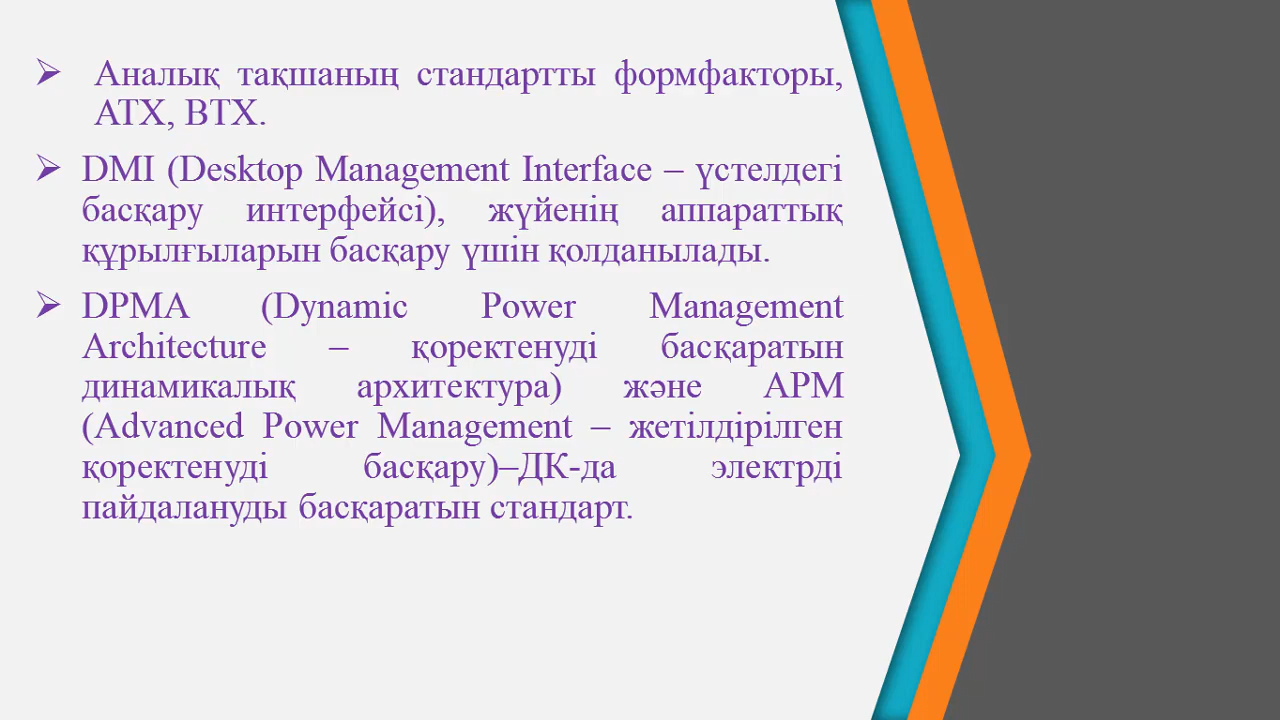 ➢ Аналық тақшаның стандартты формфакторы,
АТХ, ВТХ.
➢ DMI (Desktop Management Interface – үстелдегі
басқару интерфейсі), жүйенің аппараттық
құрылғыларын басқару үшін қолданылады.
➢ DPMA (Dynamic Power Management
Architecture – қоректенуді басқаратын
динамикалық архитектура) және APM
(Advanced Power Management – жетілдірілген
қоректенуді басқару)–ДК-да электрді
пайдалануды басқаратын стандарт.